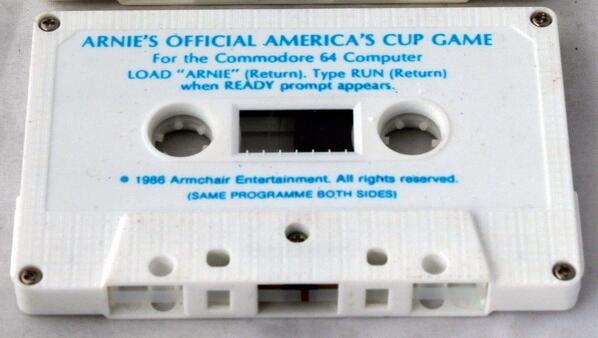 ARNIE'S OFFICIAL AMERICA'S CUP GAME
For the Commodore 64 Computer
LOAD "ARNIE" (Return). Type RUN (Return)
when READY prompt appears.
© 1986 Armchair Entertainment. All rights reserved.
(SAME PROGRAMME BOTH SIDES)